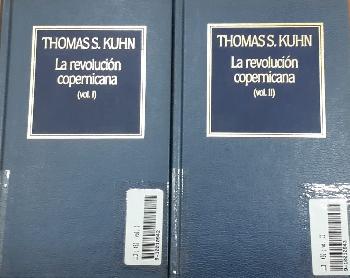 THOMAS S. KUHN
La revolución
copernicana
(vol. I)
THOMAS S. KUHN
La revolución
copernicana
(vol. II)